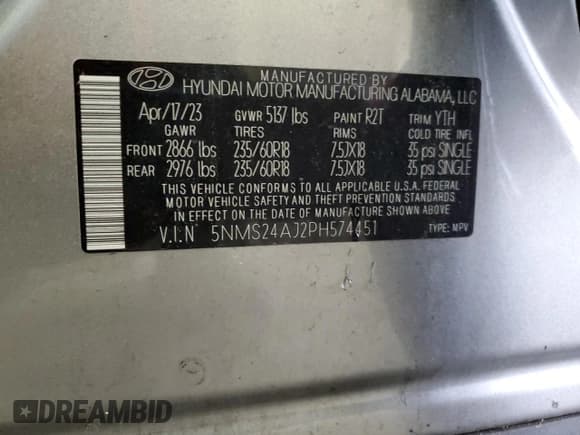 MANUFACTURED BY
HYUNDAI MOTOR MANUFACTURING ALABAMA, LLC
Apr/17/23 GVWR 5137 lbs PAINT R2T TRIM YTH
GAWR TIRES RIMS COLD TIRE INFL
FRONT 2866 lbs 235/60R18 7.5JX18 35 psi SINGLE
REAR 2976 lbs 235/60R18 7.5JX18 35 psi SINGLE
THIS VEHICLE CONFORMS TO ALL APPLICABLE U.S.A. FEDERAL
MOTOR VEHICLE SAFETY AND THEFT PREVENTION STANDARDS
IN EFFECT ON THE DATE OF MANUFACTURE SHOWN ABOVE.
V.I.N 5NMS24AJ2PH574451 TYPE: MPV
DREAMBID